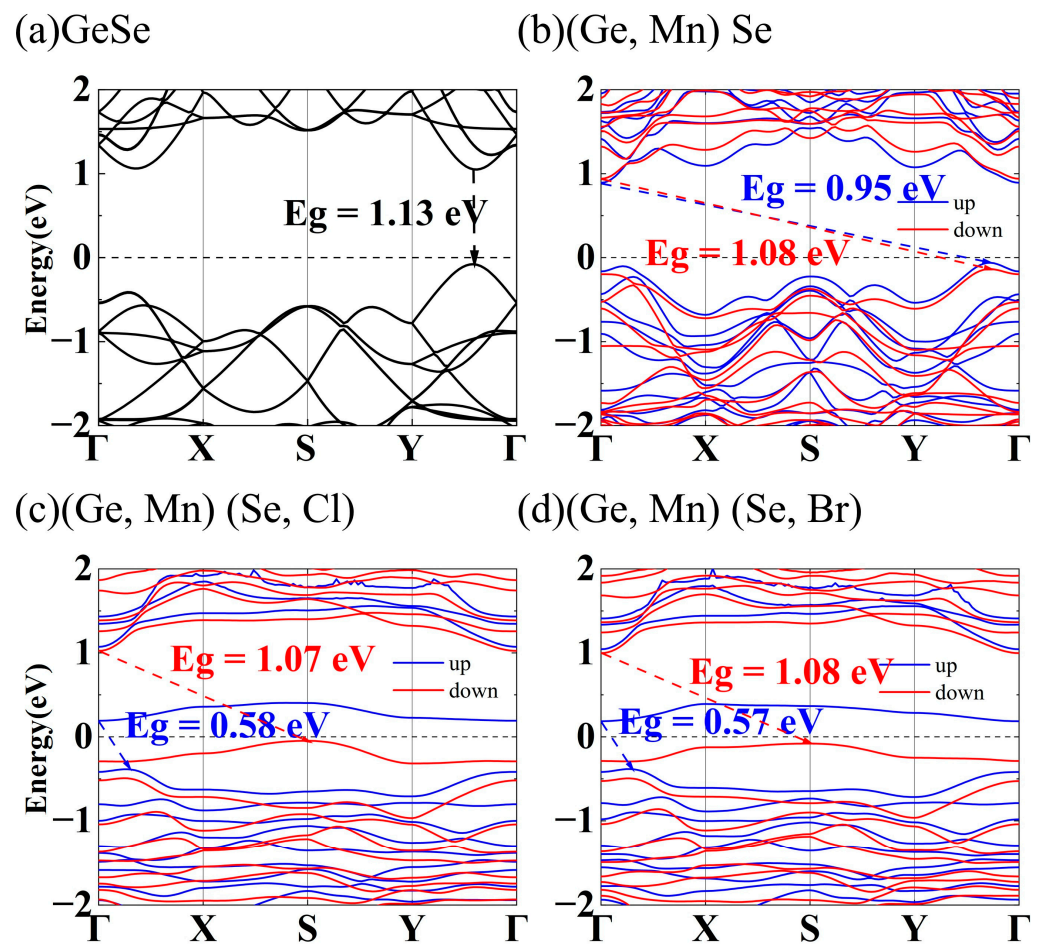 (a)GeSe
(b)(Ge, Mn) Se
Energy(eV)
2
1
0
−1
−2
Eg = 1.13 eV
Γ X S Y Γ
2
1
0
−1
−2
Eg = 0.95 eV
up
down
Eg = 1.08 eV
Γ X S Y Γ
(c)(Ge, Mn) (Se, Cl)
(d)(Ge, Mn) (Se, Br)
Energy(eV)
2
1
0
−1
−2
Eg = 1.07 eV
up
down
Eg = 0.58 eV
Γ X S Y Γ
2
1
0
−1
−2
Eg = 1.08 eV
up
down
Eg = 0.57 eV
Γ X S Y Γ